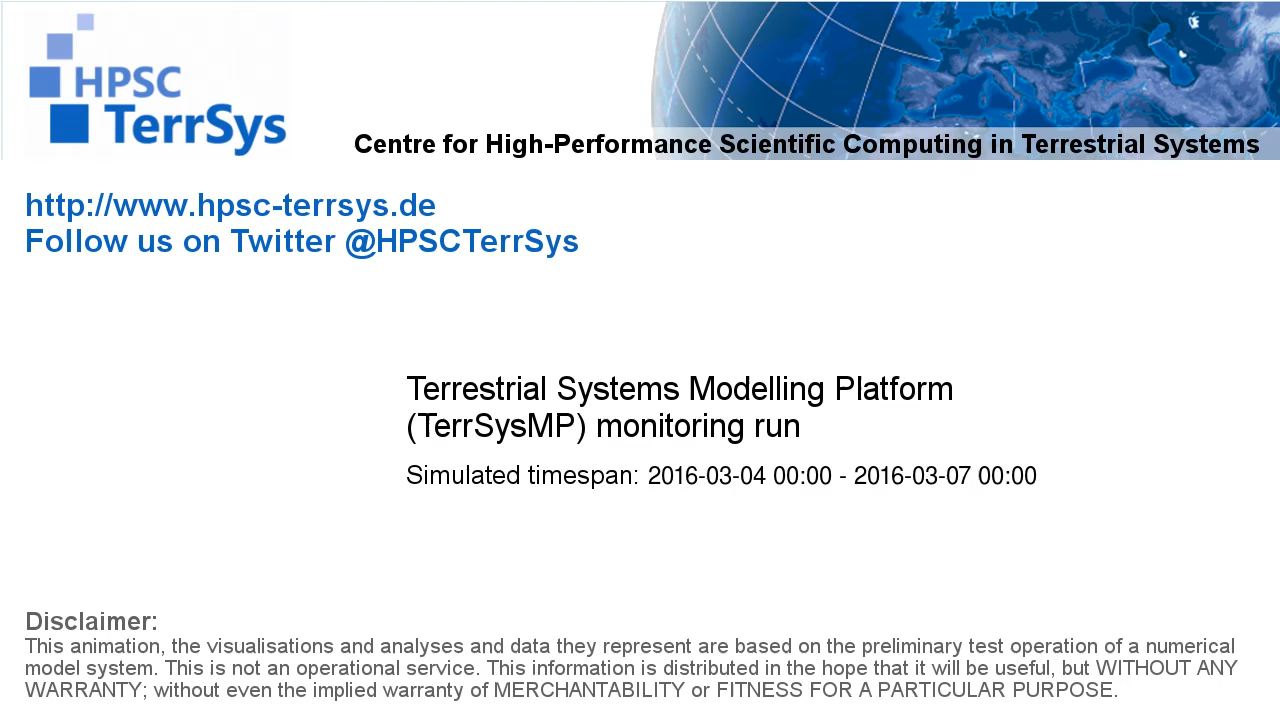 HPSC
TerrSys
Centre for High-Performance Scientific Computing in Terrestrial Systems
http://www.hpsc-terrsys.de
Follow us on Twitter @HPSCTerrSys
Terrestrial Systems Modelling Platform
(TerrSysMP) monitoring run
Simulated timespan: 2016-03-04 00:00 - 2016-03-07 00:00
Disclaimer:
This animation, the visualisations and analyses and data they represent are based on the preliminary test operation of a numerical
model system. This is not an operational service. This information is distributed in the hope that it will be useful, but WITHOUT ANY
WARRANTY; without even the implied warranty of MERCHANTABILITY or FITNESS FOR A PARTICULAR PURPOSE.